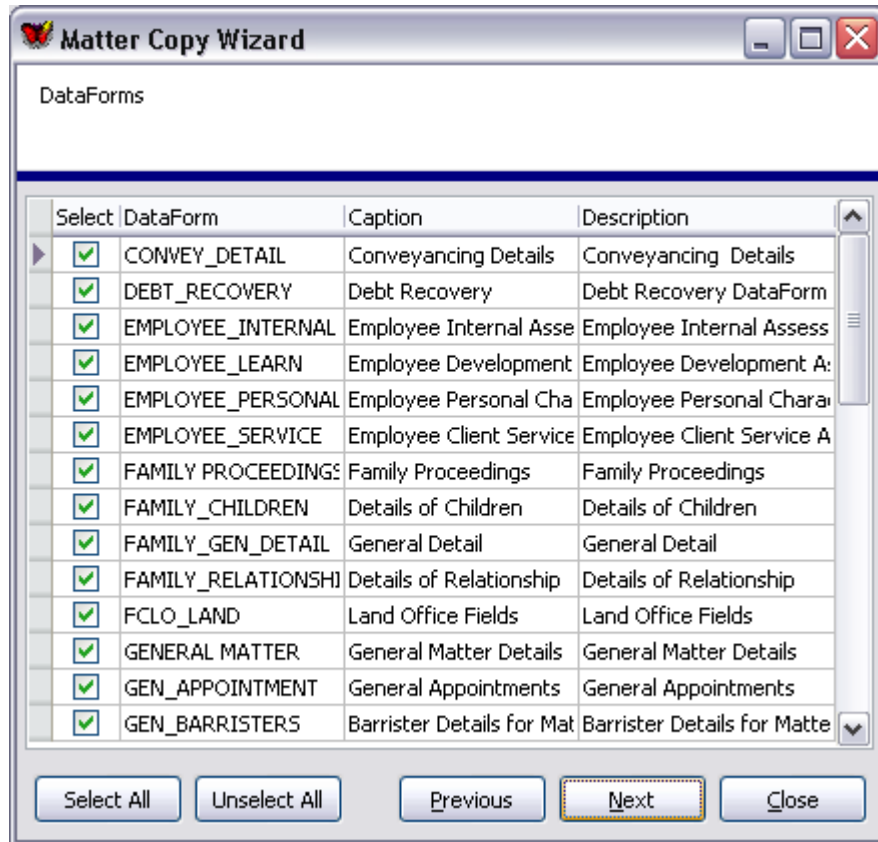 Matter Copy Wizard
DataForms
Select DataForm Caption Description
CONVEY_DETAIL Conveyancing Details Conveyancing Details
DEBT_RECOVERY Debt Recovery Debt Recovery DataForm
EMPLOYEE_INTERNAL Employee Internal Asse Employee Internal Assess
EMPLOYEE_LEARN Employee Development Employee Development A
EMPLOYEE_PERSONAL Employee Personal Cha Employee Personal Chara
EMPLOYEE_SERVICE Employee Client Service Employee Client Service A
FAMILY PROCEEDINGS Family Proceedings Family Proceedings
FAMILY_CHILDREN Details of Children Details of Children
FAMILY_GEN_DETAIL General Detail General Detail
FAMILY_RELATIONSHI Details of Relationship Details of Relationship
FCLO_LAND Land Office Fields Land Office Fields
GENERAL MATTER General Matter Details General Matter Details
GEN_APPOINTMENT General Appointments General Appointments
GEN_BARRISTERS Barrister Details for Mat Barrister Details for Matte
Select All Unselect All Previous Next Close